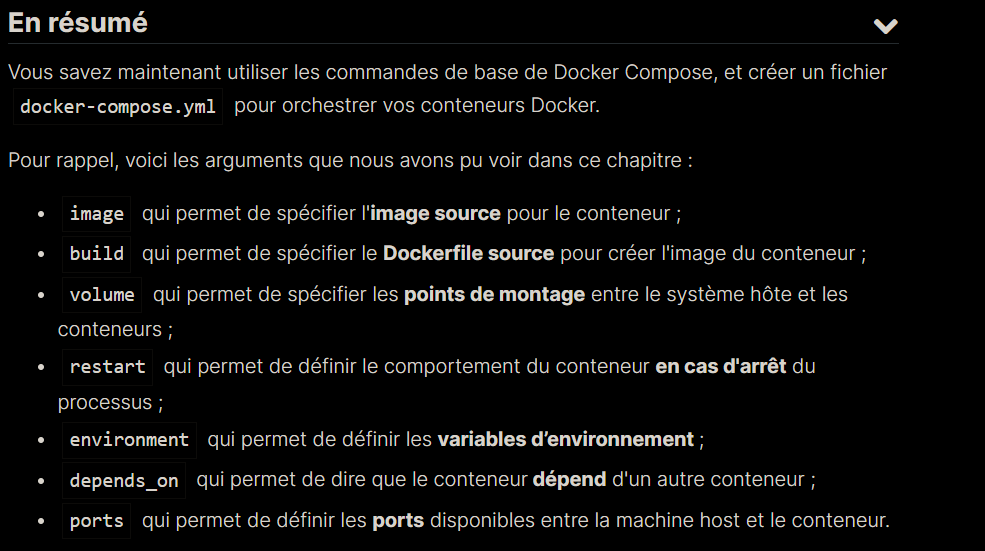 En résumé
Vous savez maintenant utiliser les commandes de base de Docker Compose, et créer un fichier
docker-compose.yml pour orchestrer vos conteneurs Docker.
Pour rappel, voici les arguments que nous avons pu voir dans ce chapitre :
• image qui permet de spécifier l'image source pour le conteneur ;
• build qui permet de spécifier le Dockerfile source pour créer l'image du conteneur ;
• volume qui permet de spécifier les points de montage entre le système hôte et les
conteneurs ;
• restart qui permet de définir le comportement du conteneur en cas d'arrêt du
processus ;
• environment qui permet de définir les variables d’environnement ;
• depends_on qui permet de dire que le conteneur dépend d'un autre conteneur ;
• ports qui permet de définir les ports disponibles entre la machine host et le conteneur.